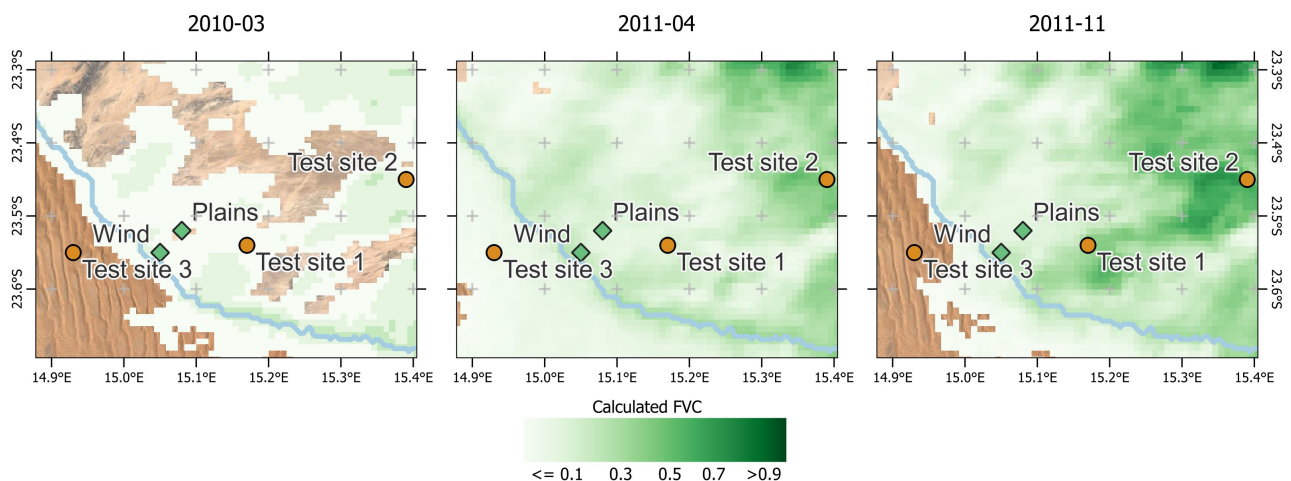 2010-03
2011-04
2011-11
23.3°S
23.4°S
23.5°S
23.6°S
Test site 2
Plains
Wind
Test site 1
Test site 3
14.9°E 15.0°E 15.1°E 15.2°E 15.3°E 15.4°E
Test site 2
Plains
Wind
Test site 1
Test site 3
14.9°E 15.0°E 15.1°E 15.2°E 15.3°E 15.4°E
Test site 2
Plains
Wind
Test site 1
Test site 3
14.9°E 15.0°E 15.1°E 15.2°E 15.3°E 15.4°E
23.3°S
23.4°S
23.5°S
23.6°S
Calculated FVC
<= 0.1 0.3 0.5 0.7 >0.9